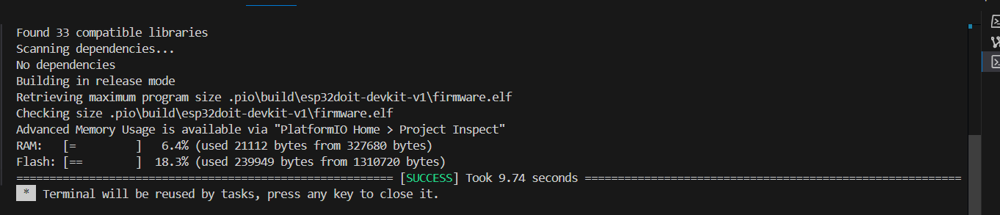 Found 33 compatible libraries
Scanning dependencies...
No dependencies
Building in release mode
Retrieving maximum program size .pio\build\esp32doit-devkit-v1\firmware.elf
Checking size .pio\build\esp32doit-devkit-v1\firmware.elf
Advanced Memory Usage is available via "PlatformIO Home > Project Inspect"
RAM:   [=         ]   6.4% (used 21112 bytes from 327680 bytes)
Flash: [==        ]  18.3% (used 239949 bytes from 1310720 bytes)
========================================================= [SUCCESS] Took 9.74 seconds =========================================================
* Terminal will be reused by tasks, press any key to close it.